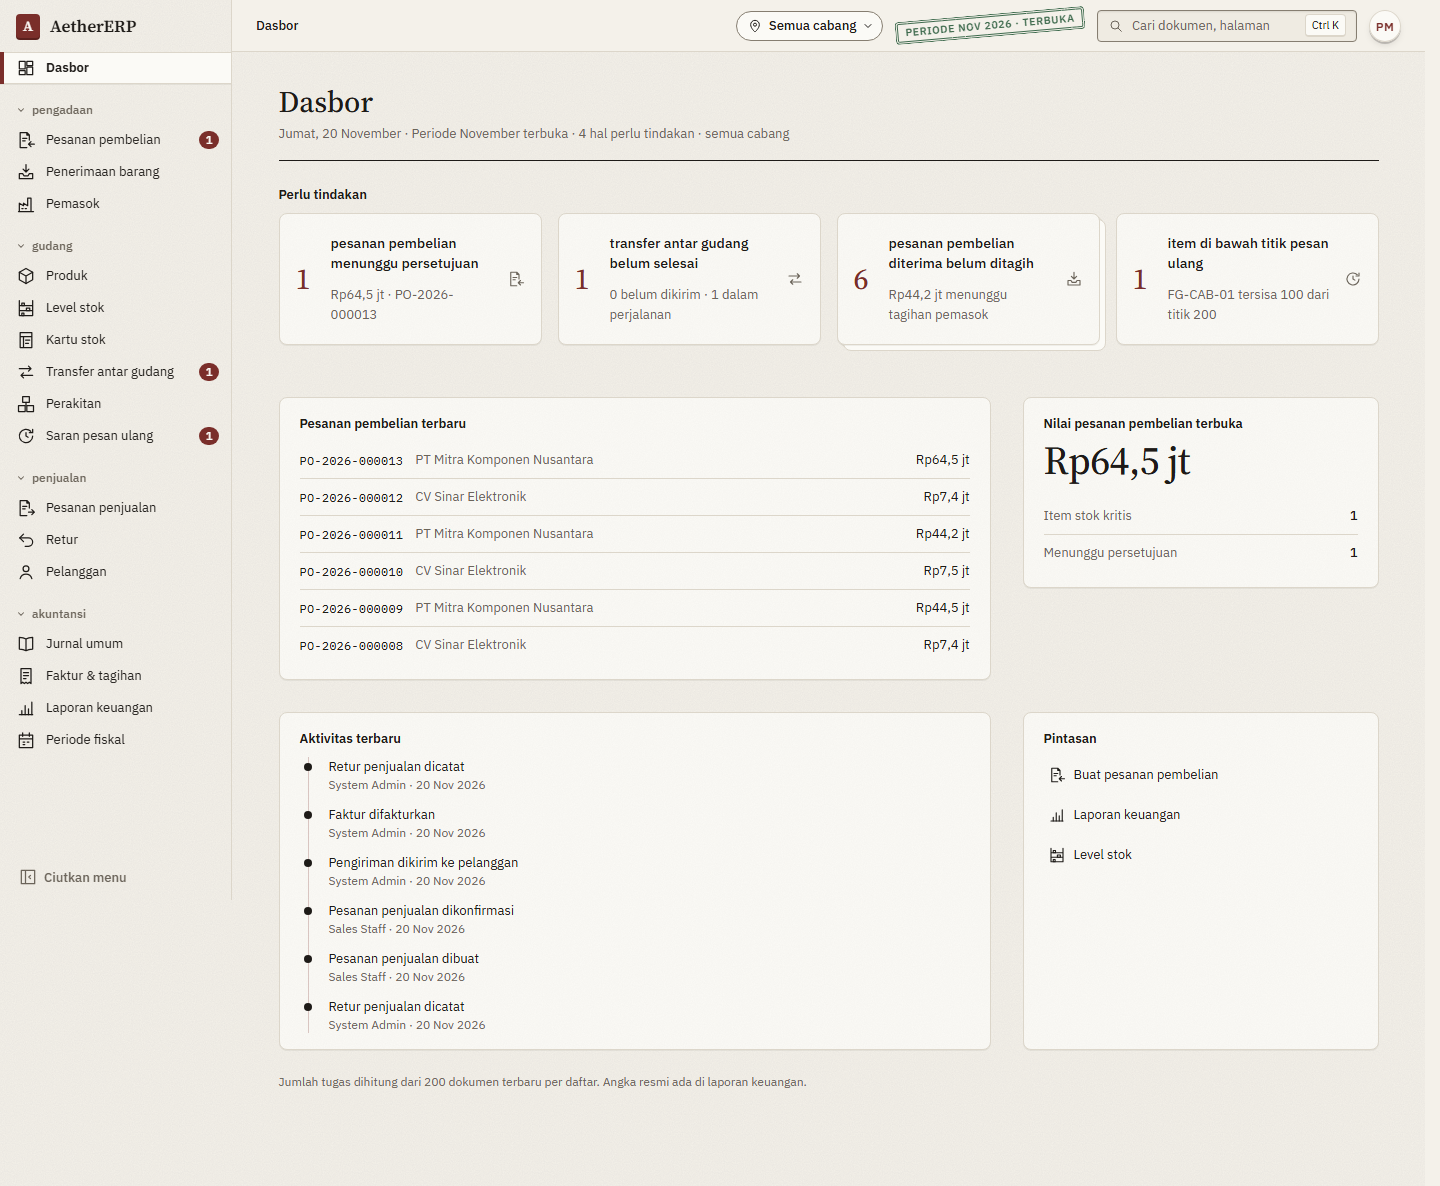 A AetherERP
Dasbor
Semua cabang
PERIODE NOV 2026 · TERBUKA
Cari dokumen, halaman
Ctrl K
PM
Dasbor
pengadaan
Pesanan pembelian 1
Penerimaan barang
Pemasok
gudang
Produk
Level stok
Kartu stok
Transfer antar gudang 1
Perakitan
Saran pesan ulang 1
penjualan
Pesanan penjualan
Retur
Pelanggan
akuntansi
Jurnal umum
Faktur & tagihan
Laporan keuangan
Periode fiskal
Ciutkan menu
Dasbor
Jumat, 20 November · Periode November terbuka · 4 hal perlu tindakan · semua cabang
Perlu tindakan
1
pesanan pembelian
menunggu persetujuan
Rp64,5 jt · PO-2026-
000013
1
transfer antar gudang
belum selesai
0 belum dikirim · 1 dalam
perjalanan
6
pesanan pembelian
diterima belum ditagih
Rp44,2 jt menunggu
tagihan pemasok
1
item di bawah titik pesan
ulang
FG-CAB-01 tersisa 100 dari
titik 200
Pesanan pembelian terbaru
PO-2026-000013 PT Mitra Komponen Nusantara Rp64,5 jt
PO-2026-000012 CV Sinar Elektronik Rp7,4 jt
PO-2026-000011 PT Mitra Komponen Nusantara Rp44,2 jt
PO-2026-000010 CV Sinar Elektronik Rp7,5 jt
PO-2026-000009 PT Mitra Komponen Nusantara Rp44,5 jt
PO-2026-000008 CV Sinar Elektronik Rp7,4 jt
Nilai pesanan pembelian terbuka
Rp64,5 jt
Item stok kritis 1
Menunggu persetujuan 1
Aktivitas terbaru
Retur penjualan dicatat
System Admin · 20 Nov 2026
Faktur difakturkan
System Admin · 20 Nov 2026
Pengiriman dikirim ke pelanggan
System Admin · 20 Nov 2026
Pesanan penjualan dikonfirmasi
Sales Staff · 20 Nov 2026
Pesanan penjualan dibuat
Sales Staff · 20 Nov 2026
Retur penjualan dicatat
System Admin · 20 Nov 2026
Pintasan
Buat pesanan pembelian
Laporan keuangan
Level stok
Jumlah tugas dihitung dari 200 dokumen terbaru per daftar. Angka resmi ada di laporan keuangan.